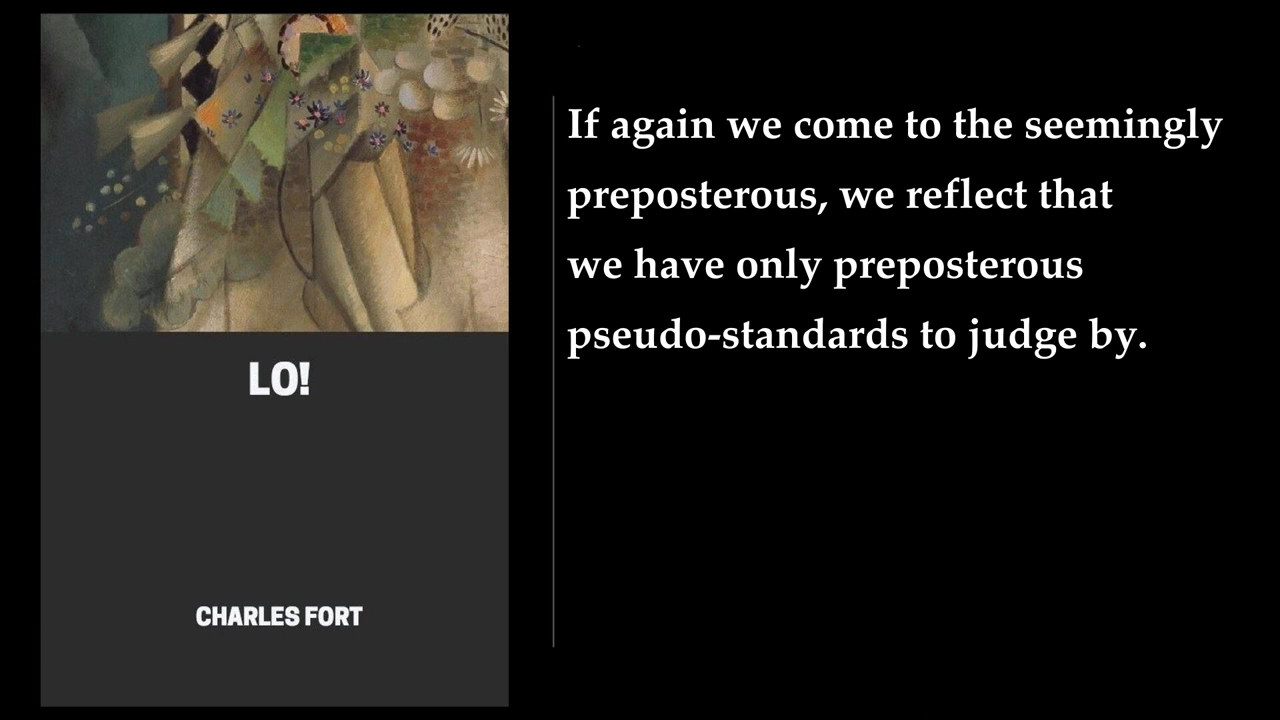 LO!
CHARLES FORT
If again we come to the seemingly
preposterous, we reflect that
we have only preposterous
pseudo-standards to judge by.